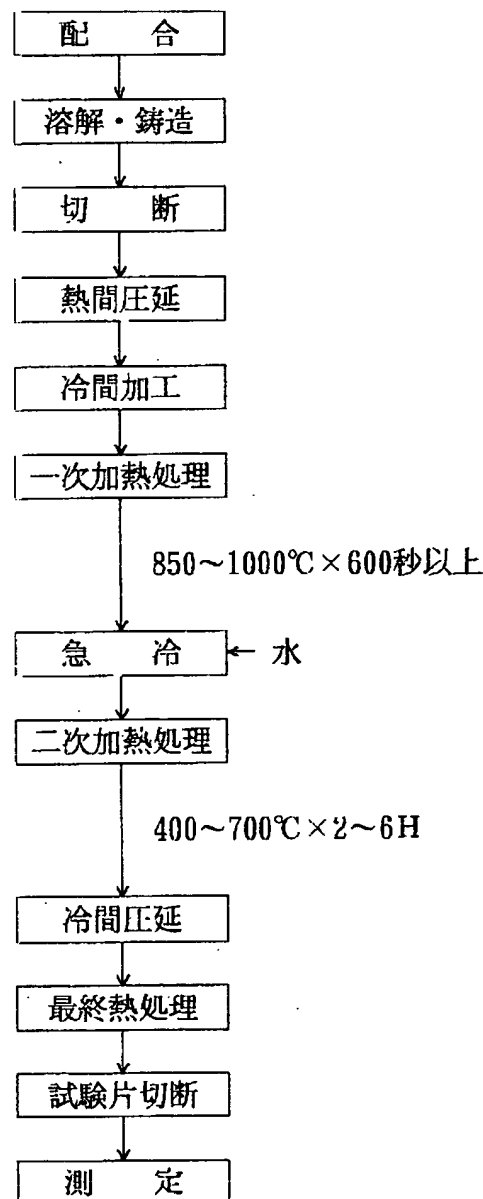 配 合
溶解・鋳造
切 断
熱間圧延
冷間加工
一次加熱処理
850～1000℃×600秒以上
急 冷 ← 水
二次加熱処理
400～700℃×2～6H
冷間圧延
最終熱処理
試験片切断
測 定